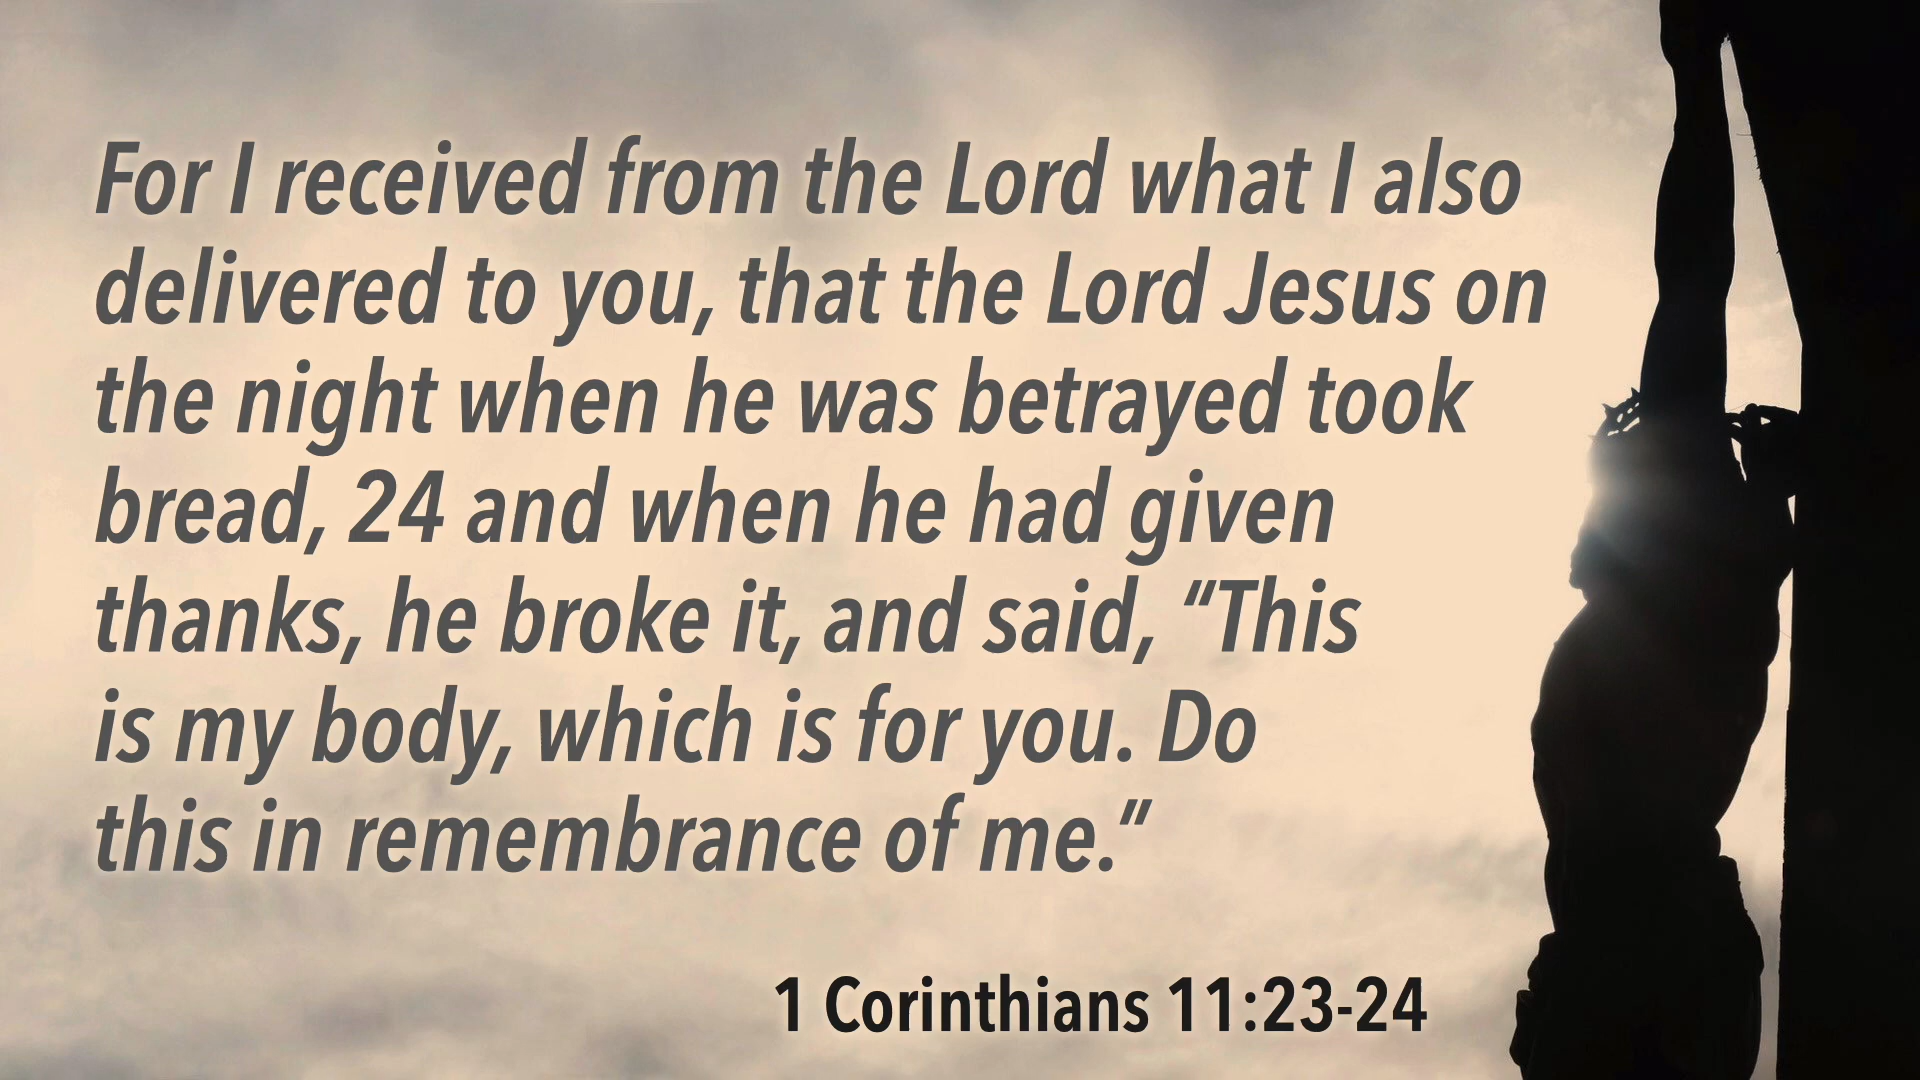 For I received from the Lord what I also
delivered to you, that the Lord Jesus on
the night when he was betrayed took
bread, 24 and when he had given
thanks, he broke it, and said, “This
is my body, which is for you. Do
this in remembrance of me.”
1 Corinthians 11:23-24